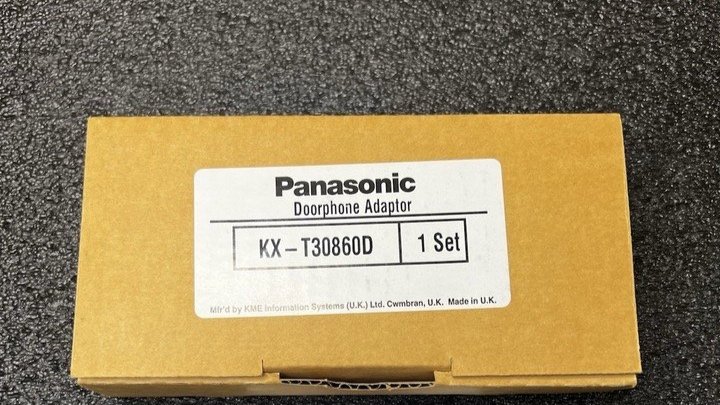 Panasonic
Doorphone Adaptor
KX-T30860D 1 Set
Mfr'd by KME Information Systems (U.K.) Ltd. Cwmbran, U.K. Made in U.K.